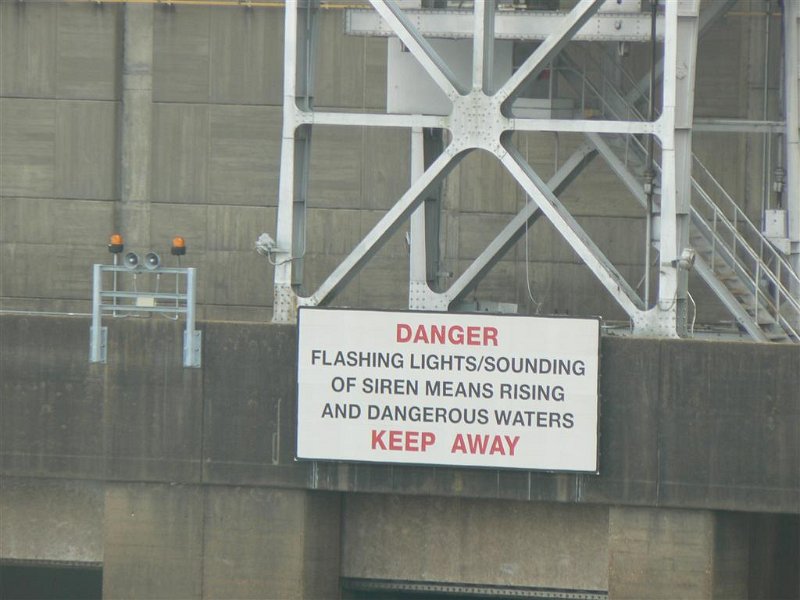 DANGER
FLASHING LIGHTS/SOUNDING
OF SIREN MEANS RISING
AND DANGEROUS WATERS
KEEP AWAY